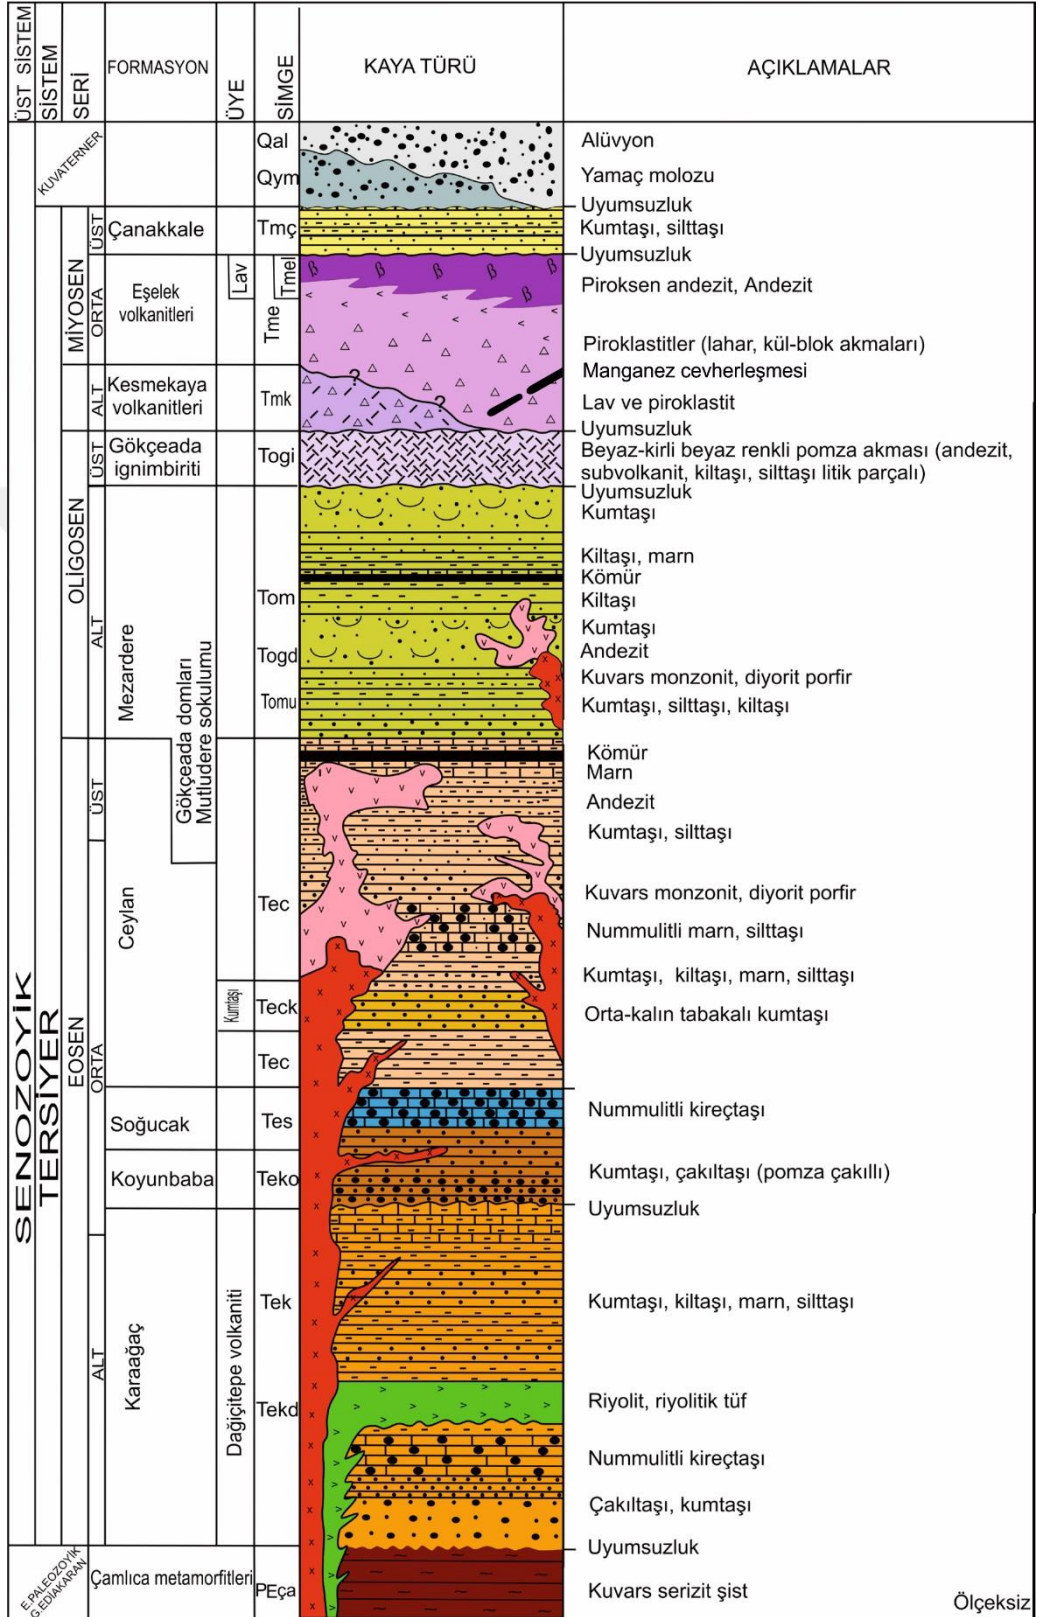 ÜST SİSTEM
SİSTEM
SERİ
FORMASYON
ÜYE
SİMGE
KAYA TÜRÜ
AÇIKLAMALAR
KUVATERNER
Qal
Alüvyon
Qym
Yamaç molozu
Uyumsuzluk
SENOZOYİK
TERSİYER
MİYOSEN
ÜST
Çanakkale
Tmç
Kumtaşı, silttaşı
Uyumsuzluk
ORTA
Eşelek
volkanitleri
Lav
Tmel
Tme
β β β β β
β β
Piroksen andezit, Andezit
Piroklastitler (lahar, kül-blok akmaları)
Manganez cevherleşmesi
ALT
Kesmekaya
volkanitleri
Tmk
?
?
Lav ve piroklastit
Uyumsuzluk
OLİGOSEN
ÜST
Gökçeada
ignimbiriti
Togi
Beyaz-kirli beyaz renkli pomza akması (andezit,
subvolkanit, kiltaşı, silttaşı litik parçalı)
Uyumsuzluk
Kumtaşı
ALT
Mezardere
Gökçeada domları
Mutludere sokulumu
Kiltaşı, marn
Kömür
Tom
Kiltaşı
Kumtaşı
Togd
Andezit
Kuvars monzonit, diyorit porfir
Tomu
Kumtaşı, silttaşı, kiltaşı
EOSEN
ÜST
Kömür
Marn
Andezit
Kumtaşı, silttaşı
ORTA
Ceylan
Tec
Kuvars monzonit, diyorit porfir
Nummulitli marn, silttaşı
Kumtaşı, kiltaşı, marn, silttaşı
Kumtaşı
Teck
Orta-kalın tabakalı kumtaşı
Tec
Soğucak
Tes
Nummulitli kireçtaşı
Koyunbaba
Teko
Kumtaşı, çakıltaşı (pomza çakıllı)
Uyumsuzluk
ALT
Karaağaç
Dağiçitepe volkaniti
Tek
Kumtaşı, kiltaşı, marn, silttaşı
Tekd
Riyolit, riyolitik tüf
Nummulitli kireçtaşı
Çakıltaşı, kumtaşı
Uyumsuzluk
E.PALEOZOYİK
G.EDİAKARAN
Çamlıca metamorfitleri
PEça
Kuvars serizit şist
Ölçeksiz